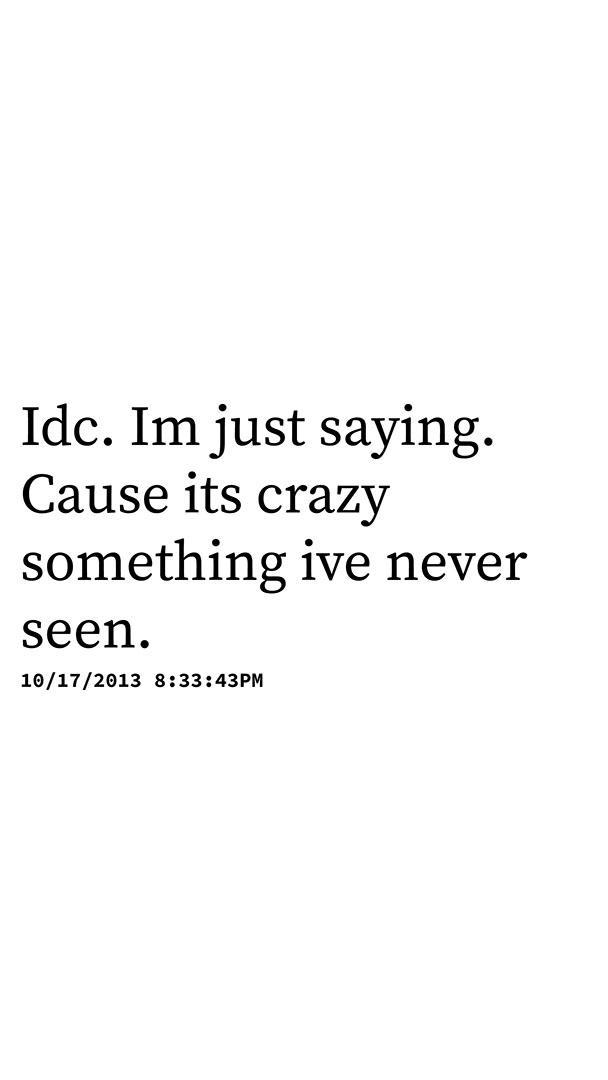 Idc. Im just saying.
Cause its crazy
something ive never
seen.
10/17/2013 8:33:43PM